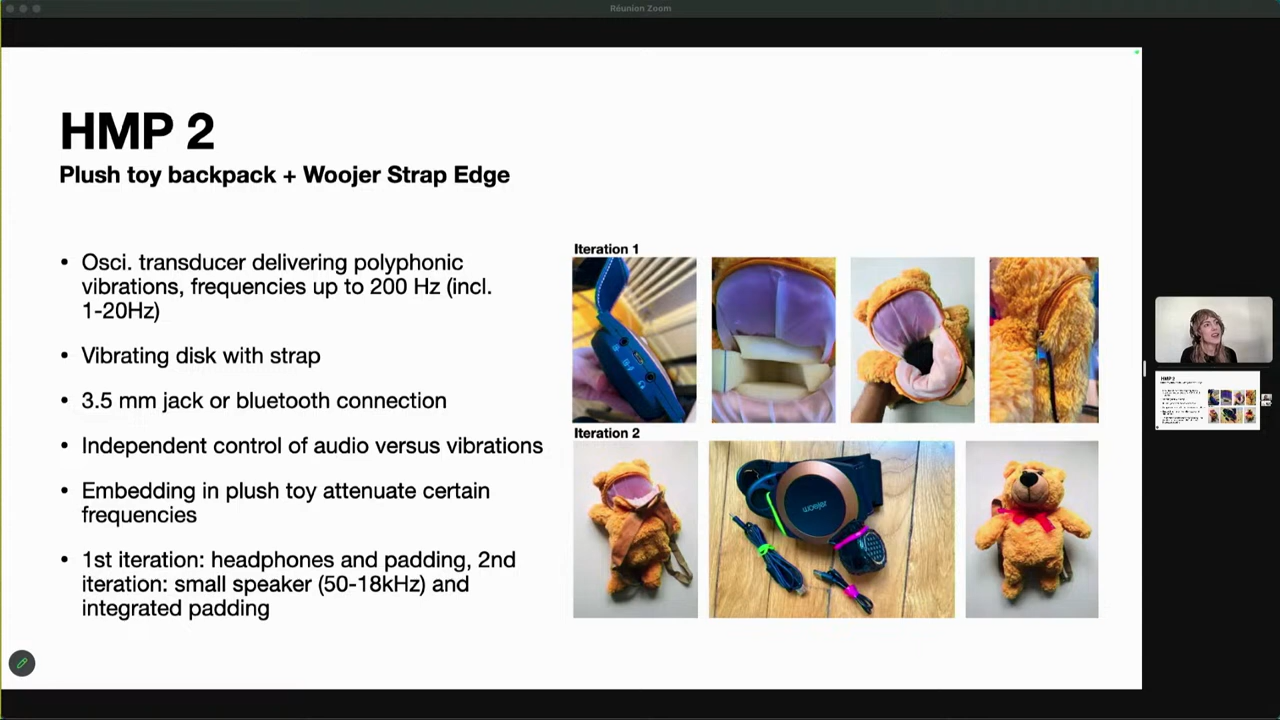 Réunion Zoom
HMP 2
Plush toy backpack + Woojer Strap Edge
• Osci. transducer delivering polyphonic
vibrations, frequencies up to 200 Hz (incl.
1-20Hz)
• Vibrating disk with strap
• 3.5 mm jack or bluetooth connection
• Independent control of audio versus vibrations
• Embedding in plush toy attenuate certain
frequencies
• 1st iteration: headphones and padding, 2nd
iteration: small speaker (50-18kHz) and
integrated padding
Iteration 1
Iteration 2
woojer
HMP 2